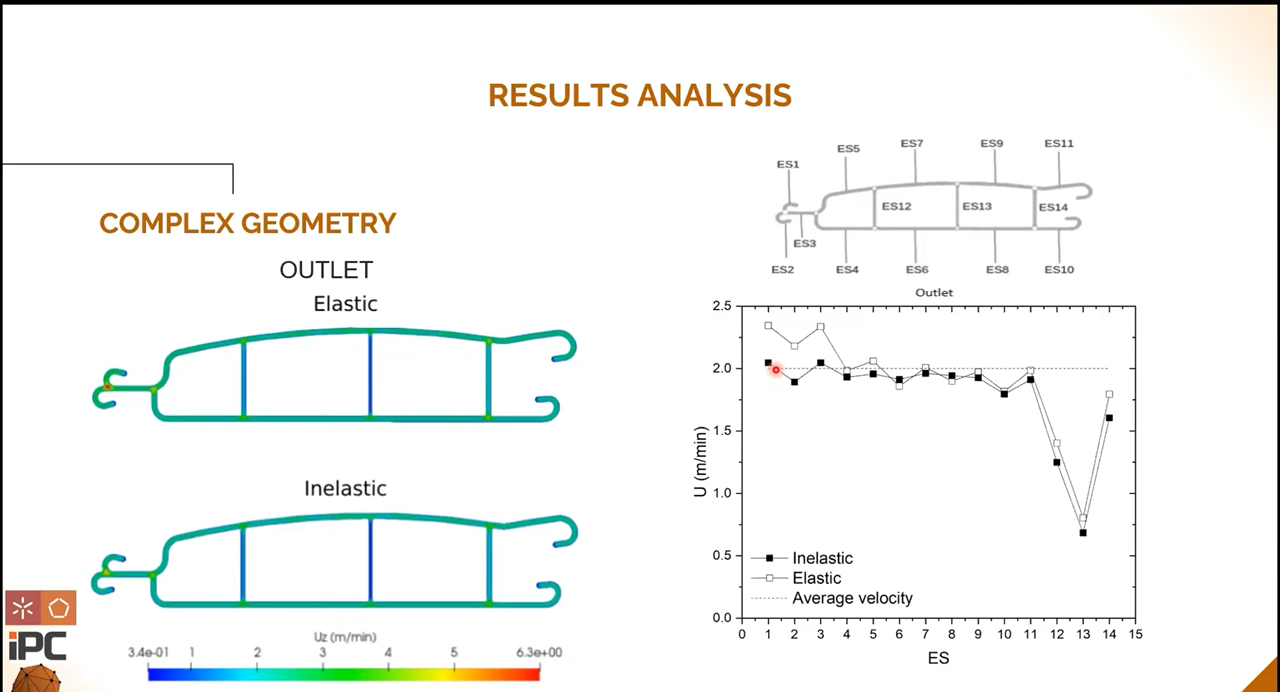 RESULTS ANALYSIS
COMPLEX GEOMETRY
OUTLET
Elastic
Inelastic
Uz (m/min)
3.4e-01 1 2 3 4 5 6.3e+00
iPC
ES1 ES5 ES7 ES9 ES11
ES12 ES13 ES14
ES3
ES2 ES4 ES6 ES8 ES10
Outlet
2.5
2.0
1.5
1.0
0.5
0.0
U (m/min)
Inelastic
Elastic
Average velocity
0 1 2 3 4 5 6 7 8 9 10 11 12 13 14 15
ES